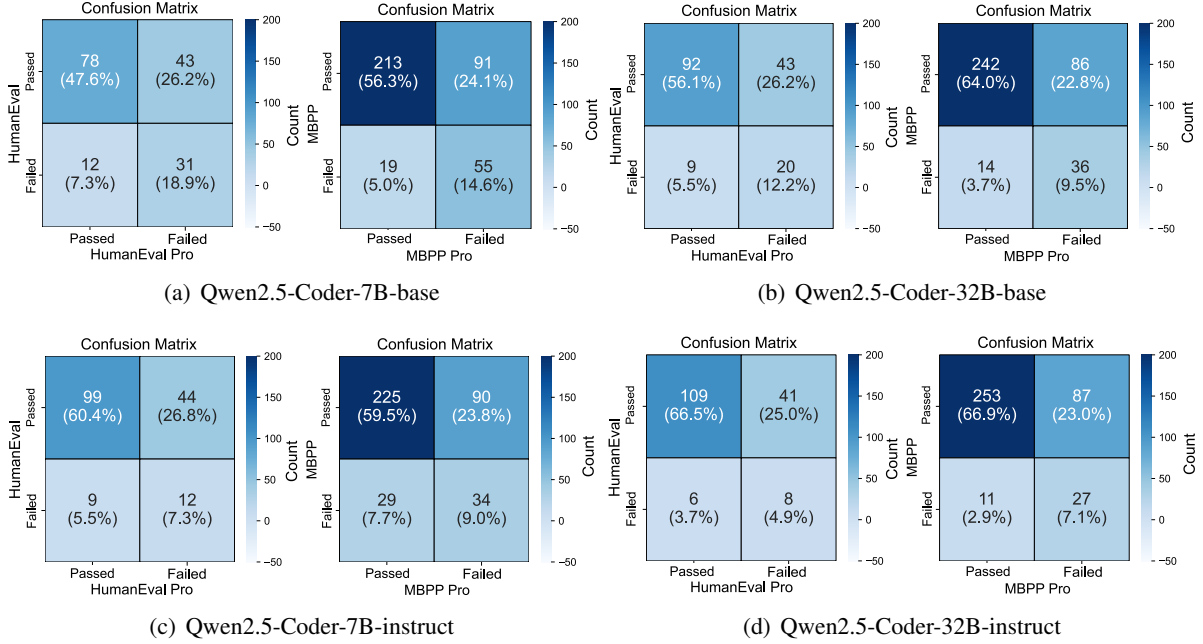 Confusion Matrix
HumanEval
Passed
Failed
78
(47.6%)
43
(26.2%)
12
(7.3%)
31
(18.9%)
Passed
Failed
HumanEval Pro
200
150
100
50
0
−50
Count
Confusion Matrix
MBPP
Passed
Failed
213
(56.3%)
91
(24.1%)
19
(5.0%)
55
(14.6%)
Passed
Failed
MBPP Pro
200
150
100
50
0
−50
Count
(a) Qwen2.5-Coder-7B-base
Confusion Matrix
HumanEval
Passed
Failed
92
(56.1%)
43
(26.2%)
9
(5.5%)
20
(12.2%)
Passed
Failed
HumanEval Pro
200
150
100
50
0
−50
Count
Confusion Matrix
MBPP
Passed
Failed
242
(64.0%)
86
(22.8%)
14
(3.7%)
36
(9.5%)
Passed
Failed
MBPP Pro
200
150
100
50
0
−50
Count
(b) Qwen2.5-Coder-32B-base
Confusion Matrix
HumanEval
Passed
Failed
99
(60.4%)
44
(26.8%)
9
(5.5%)
12
(7.3%)
Passed
Failed
HumanEval Pro
200
150
100
50
0
−50
Count
Confusion Matrix
MBPP
Passed
Failed
225
(59.5%)
90
(23.8%)
29
(7.7%)
34
(9.0%)
Passed
Failed
MBPP Pro
200
150
100
50
0
−50
Count
(c) Qwen2.5-Coder-7B-instruct
Confusion Matrix
HumanEval
Passed
Failed
109
(66.5%)
41
(25.0%)
6
(3.7%)
8
(4.9%)
Passed
Failed
HumanEval Pro
200
150
100
50
0
−50
Count
Confusion Matrix
MBPP
Passed
Failed
253
(66.9%)
87
(23.0%)
11
(2.9%)
27
(7.1%)
Passed
Failed
MBPP Pro
200
150
100
50
0
−50
Count
(d) Qwen2.5-Coder-32B-instruct